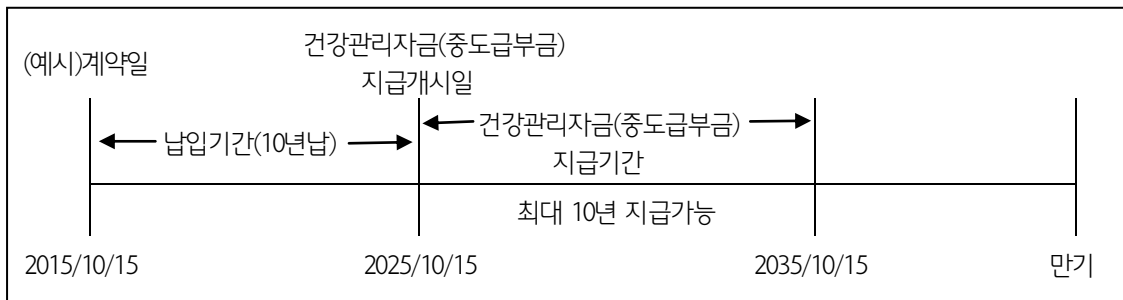 (예시)계약일
건강관리자금(중도급부금)
지급개시일
납입기간(10년납)
건강관리자금(중도급부금)
지급기간
최대 10년 지급가능
2015/10/15
2025/10/15
2035/10/15
만기